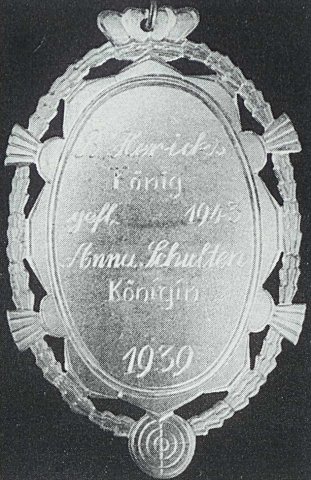 Hericks
König
gefl. 1943
Anna Schulten
Königin
1939